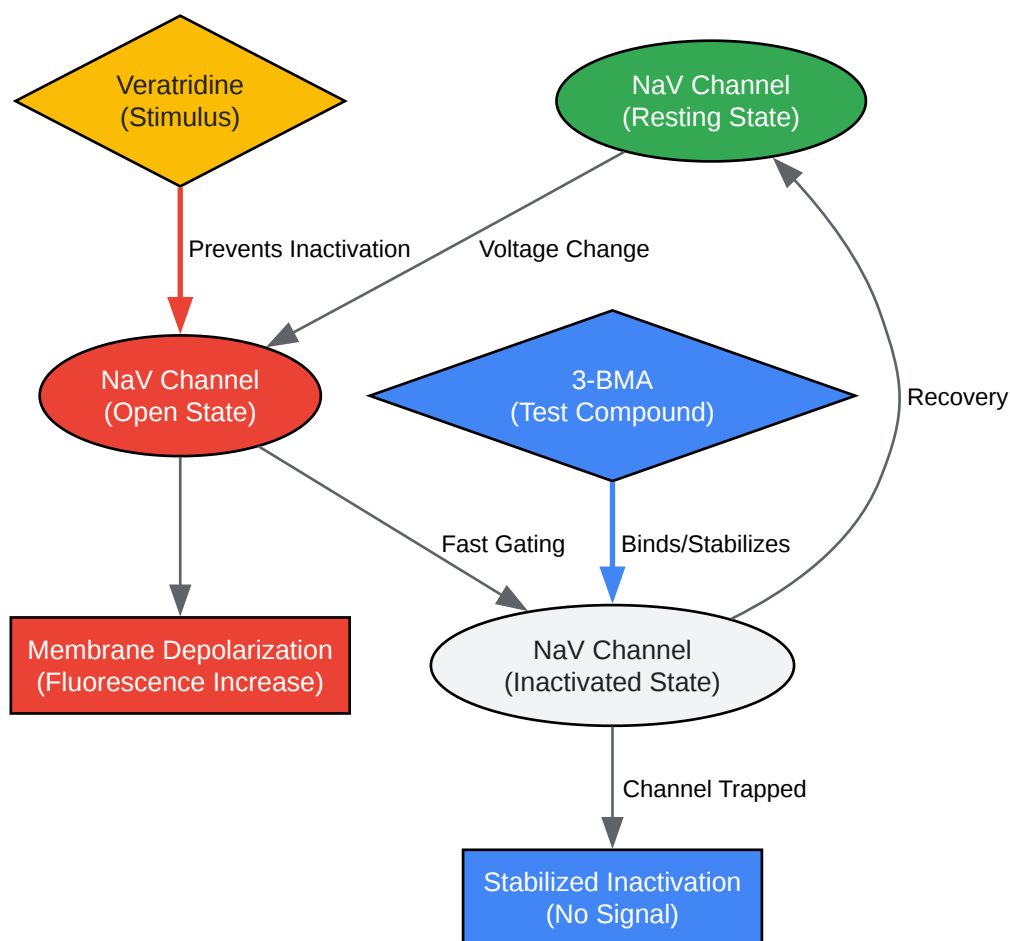 Veratridine
(Stimulus)
NaV Channel
(Resting State)
Prevents Inactivation
Voltage Change
NaV Channel
(Open State)
3-BMA
(Test Compound)
Recovery
Fast Gating
Binds/Stabilizes
Membrane Depolarization
(Fluorescence Increase)
NaV Channel
(Inactivated State)
Channel Trapped
Stabilized Inactivation
(No Signal)